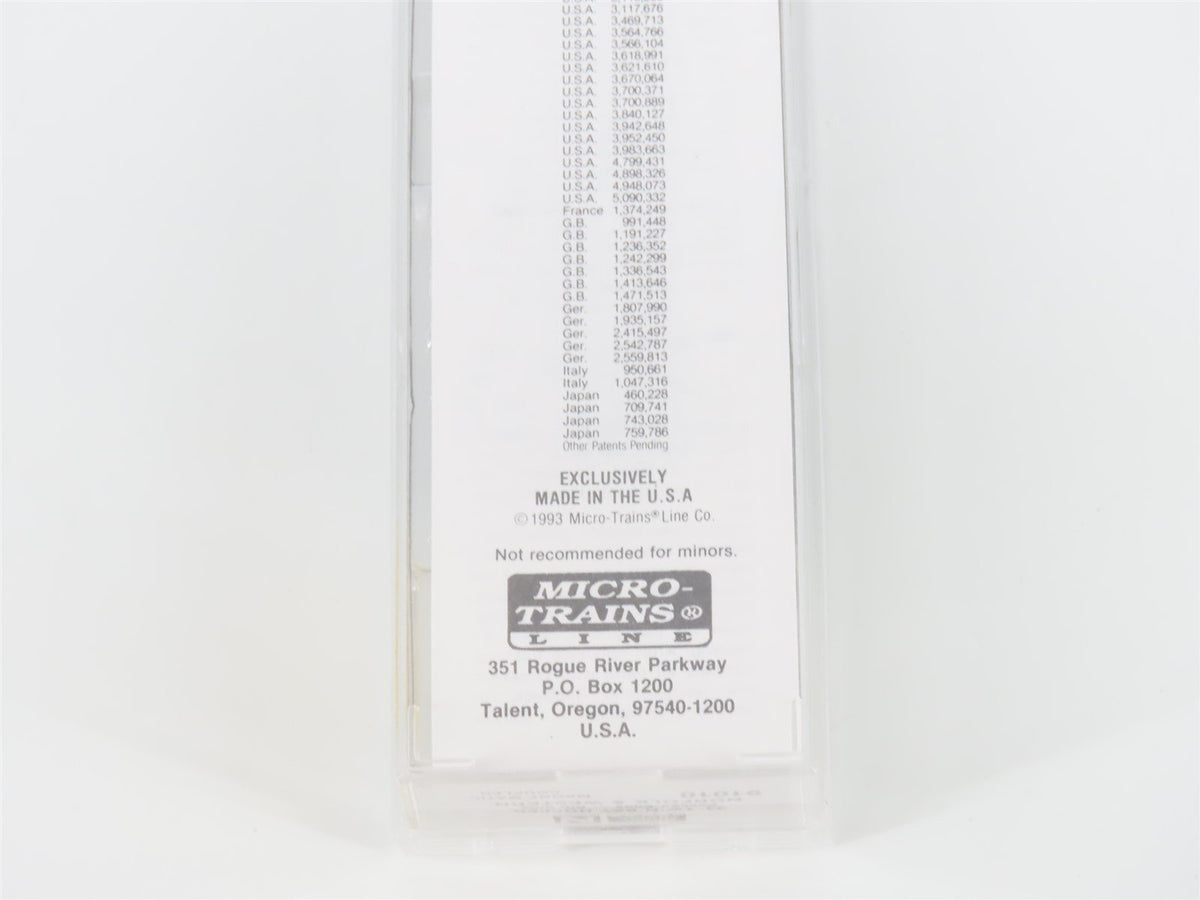 U.S.A. 3,117,676
U.S.A. 3,469,713
U.S.A. 3,564,766
U.S.A. 3,566,104
U.S.A. 3,618,991
U.S.A. 3,621,610
U.S.A. 3,670,064
U.S.A. 3,700,371
U.S.A. 3,700,889
U.S.A. 3,840,127
U.S.A. 3,942,648
U.S.A. 3,952,450
U.S.A. 3,983,663
U.S.A. 4,799,431
U.S.A. 4,898,326
U.S.A. 4,948,073
U.S.A. 5,090,332
France 1,374,249
G.B. 991,448
G.B. 1,191,227
G.B. 1,236,352
G.B. 1,242,299
G.B. 1,336,543
G.B. 1,413,646
G.B. 1,471,513
Ger. 1,807,990
Ger. 1,935,157
Ger. 2,415,497
Ger. 2,542,787
Ger. 2,559,813
Italy 950,661
Italy 1,047,316
Japan 460,228
Japan 709,741
Japan 743,028
Japan 759,786
Other Patents Pending
EXCLUSIVELY
MADE IN THE U.S.A
©1993 Micro-Trains® Line Co.
Not recommended for minors.
MICRO-
TRAINS®
LINE
351 Rogue River Parkway
P.O. Box 1200
Talent, Oregon, 97540-1200
U.S.A.
91010
NORFOLK & WESTERN